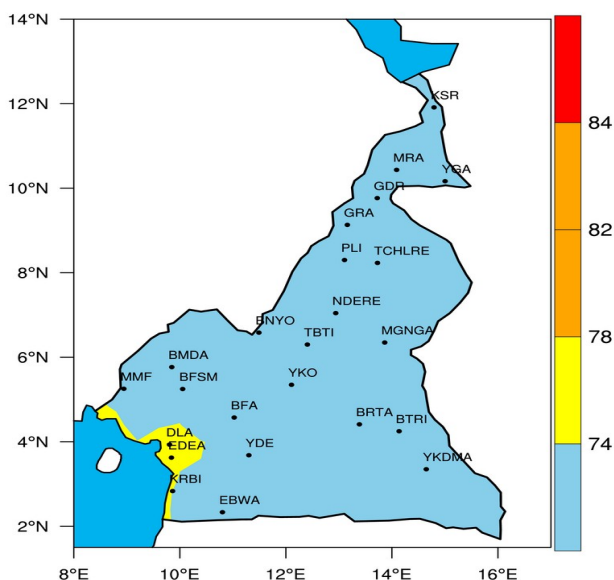 14°N
12°N
10°N
8°N
6°N
4°N
2°N
KSR
MRA
YGA
GDR
GRA
PLI
TCHLRE
NDERE
BNYO
TBTI
MGNGA
BMDA
YKO
MMF
BFSM
BFA
BRTA
BTRI
DLA
EDEA
YDE
YKDMA
KRBI
EBWA
8°E
10°E
12°E
14°E
16°E
84
82
78
74